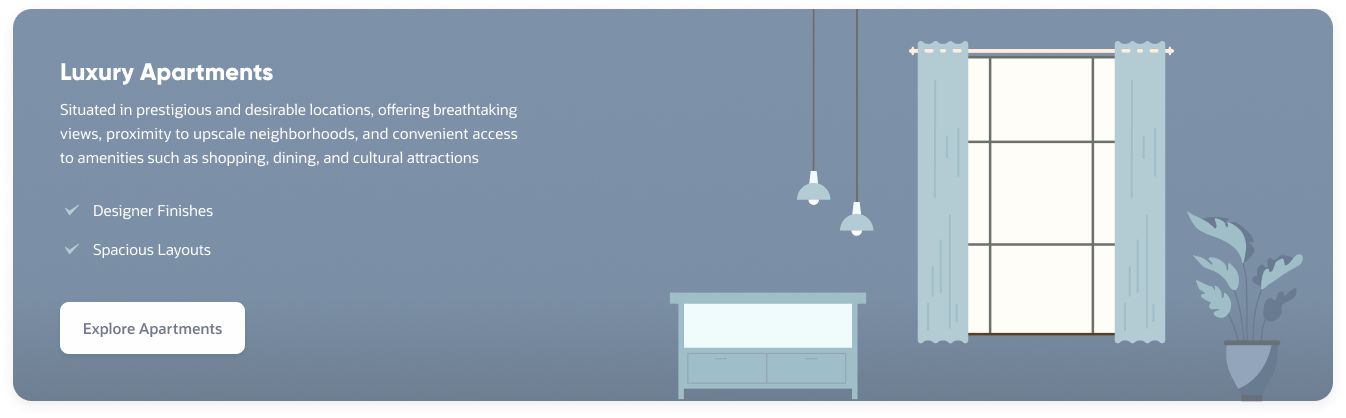 Luxury Apartments
Situated in prestigious and desirable locations, offering breathtaking
views, proximity to upscale neighborhoods, and convenient access
to amenities such as shopping, dining, and cultural attractions
Designer Finishes
Spacious Layouts
Explore Apartments